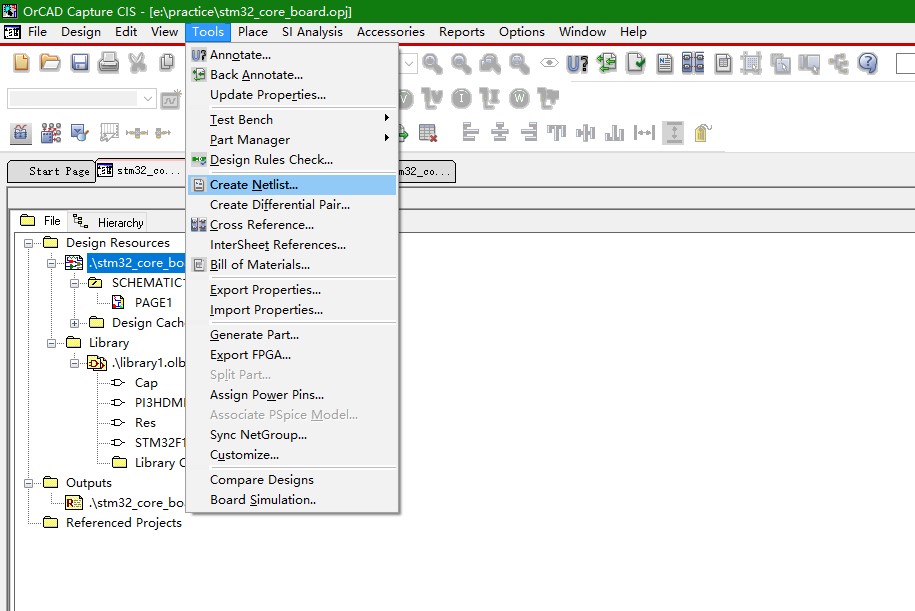 OrCAD Capture CIS - [e:\practice\stm32_core_board.opj]
File Design Edit View Tools Place SI Analysis Accessories Reports Options Window Help
U?
Annotate...
Back Annotate...
Update Properties...
Test Bench
Part Manager
Design Rules Check...
Create Netlist...
Create Differential Pair...
Cross Reference...
InterSheet References...
Bill of Materials...
Export Properties...
Import Properties...
Generate Part...
Export FPGA...
Split Part...
Assign Power Pins...
Associate PSpice Model...
Sync NetGroup...
Customize...
Compare Designs
Board Simulation..
U?
V I W
Start Page stm32_co... m32_co...
File Hierarchy
Design Resources
.\stm32_core_bo
SCHEMATIC
PAGE1
Design Cach
Library
.\library1.olb
Cap
PI3HDMI
Res
STM32F1
Library
Outputs
.\stm32_core_boa
Referenced Projects